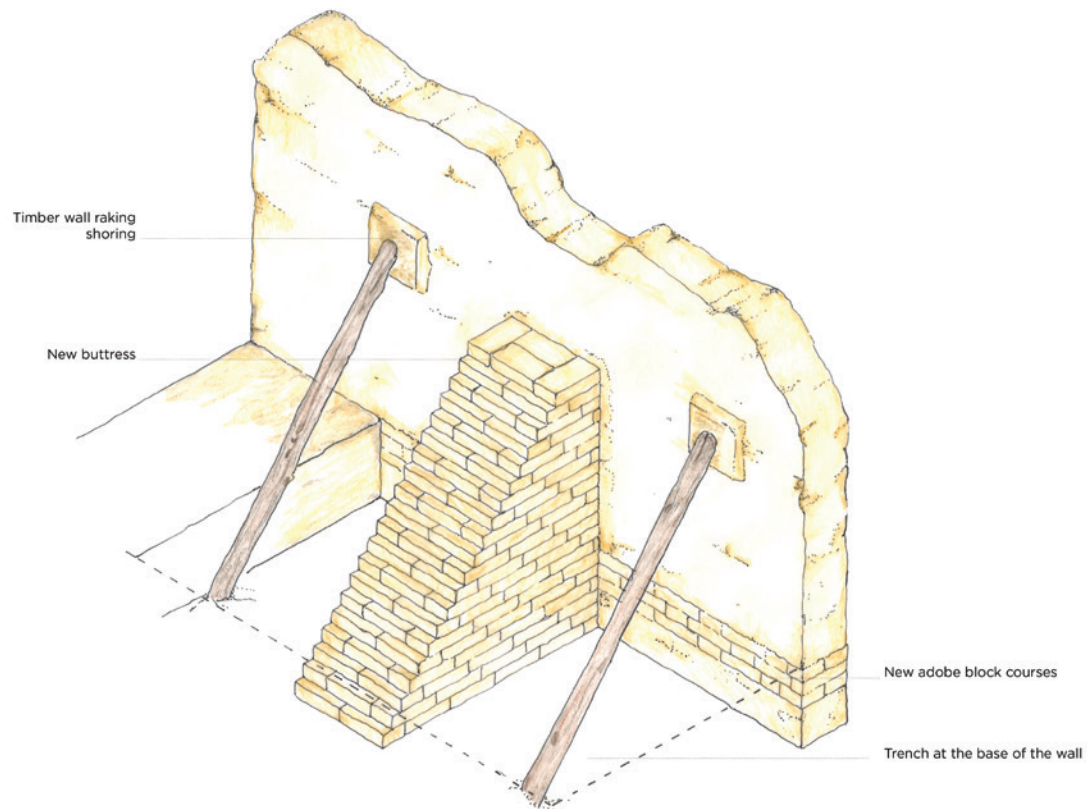 Timber wall raking
shoring
New buttress
New adobe block courses
Trench at the base of the wall